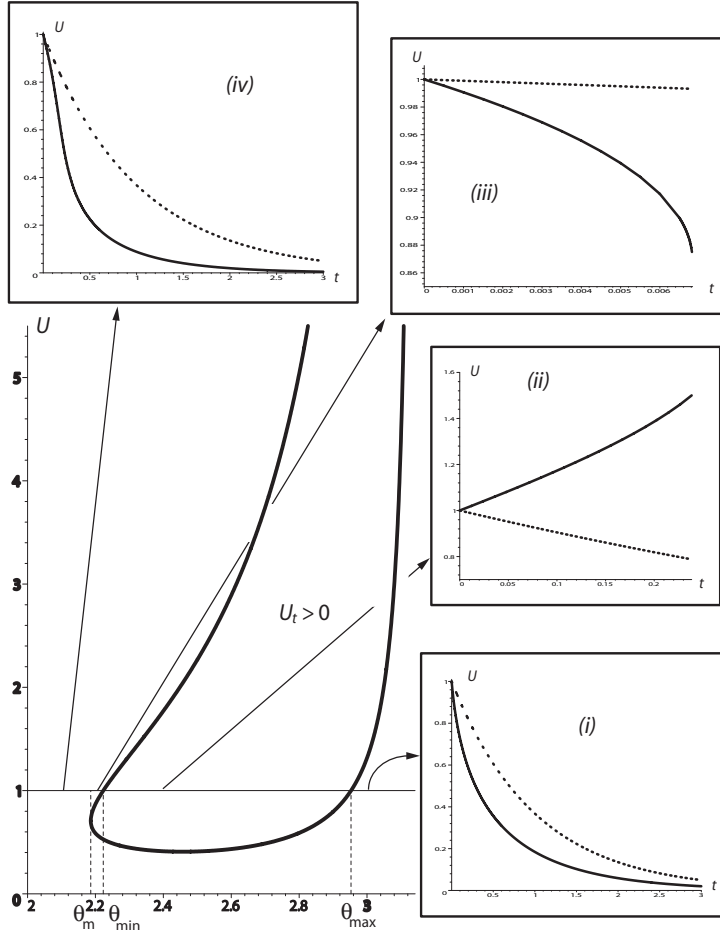 U
1
(iv)
0.8
0.6
0.4
0.2
0
0.5 1 1.5 2 2.5 3 t
U
1
0.98
0.96
0.94
(iii)
0.92
0.9
0.88
0.86
0 0.001 0.002 0.003 0.004 0.005 0.006 t
U
5
4
3
2
1
0
U_t > 0
2 2.2 2.4 2.6 2.8 3
θ_m θ_min θ_max
1.6
U
(ii)
1.4
1.2
1
0.8
0 0.05 0.1 0.15 0.2 t
1
U
(i)
0.8
0.6
0.4
0.2
0
0.5 1 1.5 2 2.5 3 t